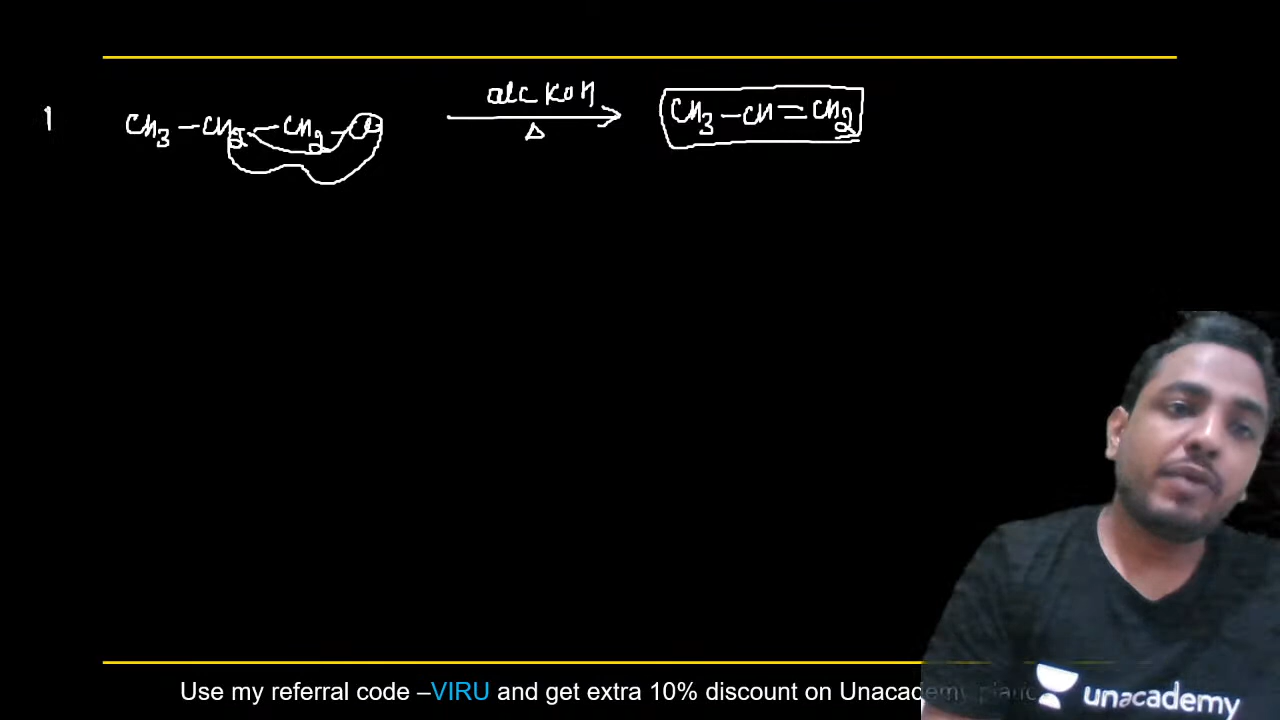 1 CH3 – CH2 – CH2 – Cl alc KOH Δ CH3 – CH = CH2
Use my referral code –VIRU and get extra 10% discount on Unacademy
unacademy